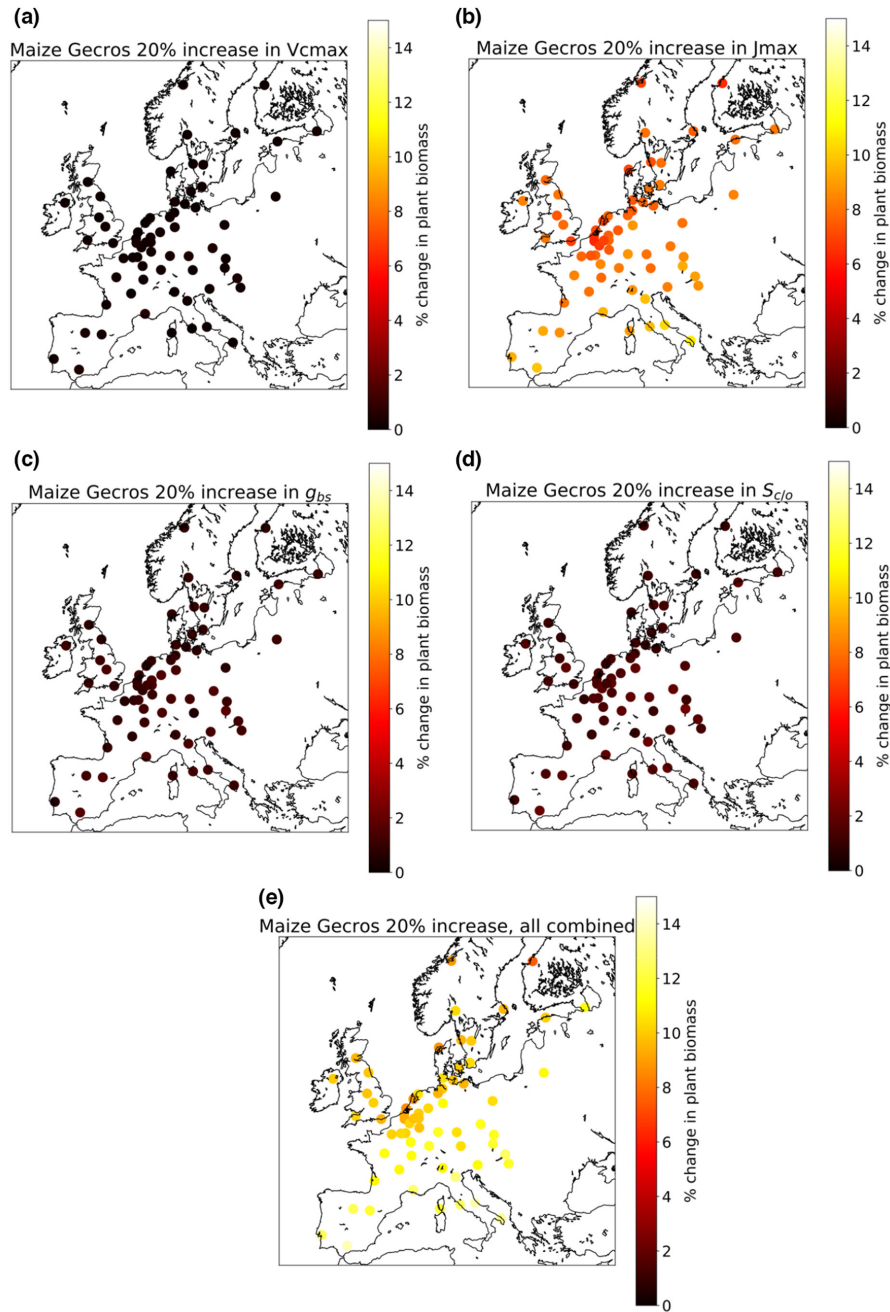 (a)
Maize Gecros 20% increase in Vcmax
14
12
10
8
6
4
2
0
% change in plant biomass
(b)
Maize Gecros 20% increase in Jmax
14
12
10
8
6
4
2
0
% change in plant biomass
(c)
Maize Gecros 20% increase in g_bs
14
12
10
8
6
4
2
0
% change in plant biomass
(d)
Maize Gecros 20% increase in S_c/o
14
12
10
8
6
4
2
0
% change in plant biomass
(e)
Maize Gecros 20% increase, all combined
14
12
10
8
6
4
2
0
% change in plant biomass